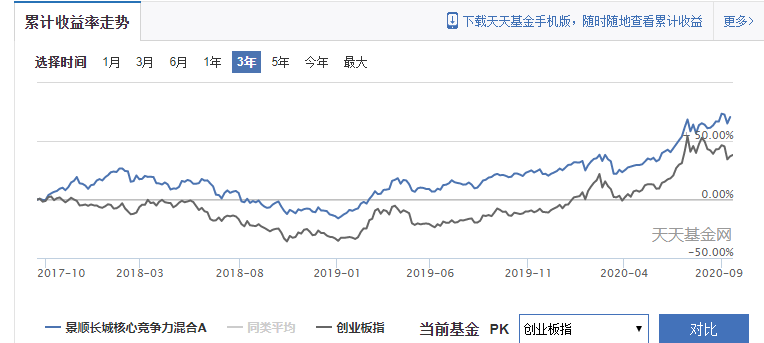 累计收益率走势
下载天天基金手机版，随时随地查看累计收益
更多>
选择时间 1月 3月 6月 1年 3年 5年 今年 最大
50.00%
0.00%
天天基金网
-50.00%
2017-10 2018-03 2018-08 2019-01 2019-06 2019-11 2020-04 2020-09
景顺长城核心竞争力混合A 同类平均 创业板指 当前基金 PK 创业板指 对比